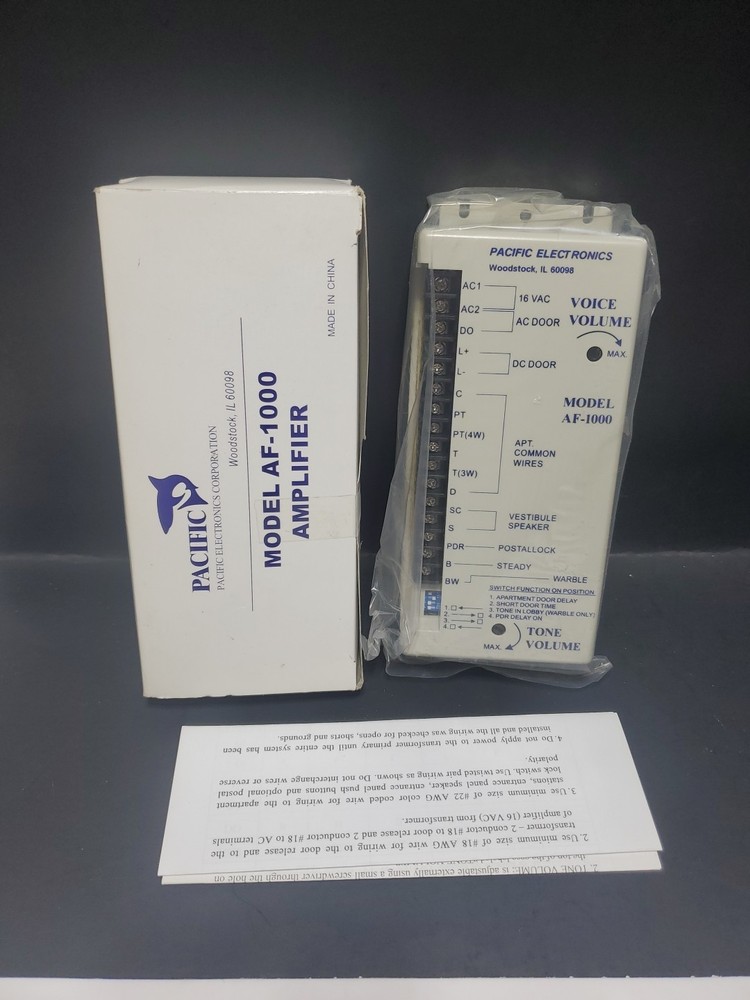 PACIFIC
PACIFIC ELECTRONICS CORPORATION
Woodstock, IL 60098
MODEL AF-1000
AMPLIFIER
MADE IN CHINA
PACIFIC ELECTRONICS
Woodstock, IL 60098
AC1
AC2
DO
16 VAC
AC DOOR
L+
L-
DC DOOR
C
PT
PT(4W)
T
T(3W)
D
APT.
COMMON
WIRES
SC
S
VESTIBULE
SPEAKER
PDR
POSTALLOCK
B
STEADY
BW
WARBLE
VOICE
VOLUME
MAX.
MODEL
AF-1000
SWITCH FUNCTION ON POSITION
1. APARTMENT DOOR DELAY
2. SHORT DOOR TIME
3. TONE IN LOBBY (WARBLE ONLY)
4. PDR DELAY ON
1.
2.
3.
4.
TONE
VOLUME
MAX.
2. TONE VOLUME: is adjustable externally using a small screwdriver through the hole on
2. Use minimum size of #18 AWG wire for wiring to the door release and to the
transformer – 2 conductor #18 to door release and 2 conductor #18 to AC terminals
of amplifier (16 VAC) from transformer.
3. Use minimum size of #22 AWG color coded wire for wiring to the apartment
stations, entrance panel speaker, entrance panel push buttons and optional postal
lock switch. Use twisted pair wiring as shown. Do not interchange wires or reverse
polarity.
4. Do not apply power to the transformer primary until the entire system has been
installed and all the wiring was checked for opens, shorts and grounds.